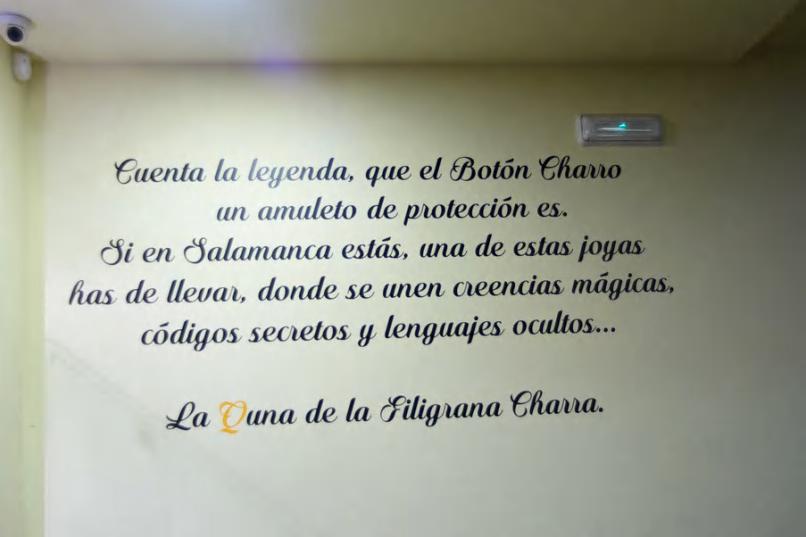 Cuenta la leyenda, que el Botón Charro
un amuleto de protección es.
Si en Salamanca estás, una de estas joyas
has de llevar, donde se unen creencias mágicas,
códigos secretos y lenguajes ocultos...
La Quna de la Filigrana Charra.